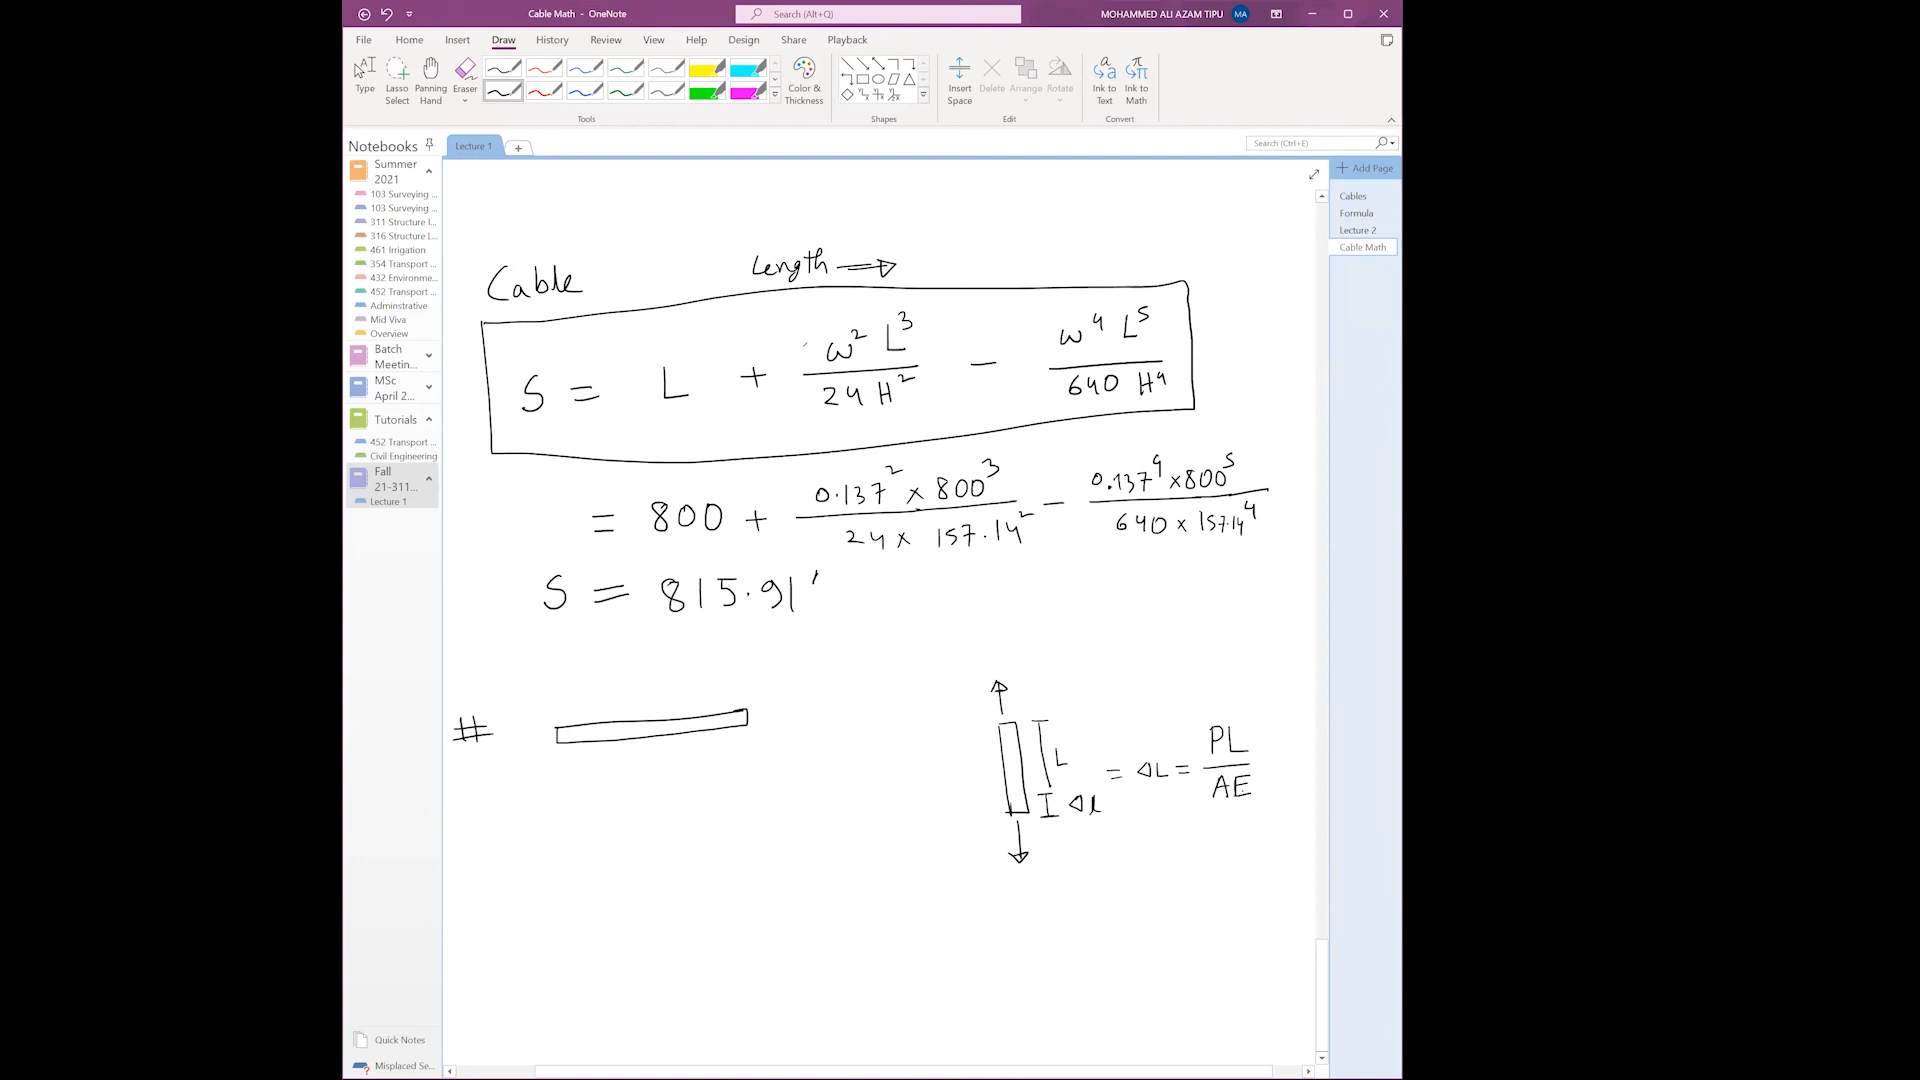 Cable Math - OneNote
Search (Alt+Q)
MOHAMMED ALI AZAM TIPU
MA
File Home Insert Draw History Review View Help Design Share Playback
Type
Lasso Select
Panning Hand
Eraser
Color & Thickness
Insert Space
Delete
Arrange
Rotate
Ink to Text
Ink to Math
Tools
Shapes
Edit
Convert
Notebooks
Lecture 1
Search (Ctrl+E)
Summer 2021
103 Surveying ...
103 Surveying ...
311 Structure I...
316 Structure L...
461 Irrigation
354 Transport ...
432 Environme...
452 Transport ...
Adminstrative
Mid Viva
Overview
Batch Meetin...
MSc April 2...
Tutorials
452 Transport ...
Civil Engineering
Fall 21-311...
Lecture 1
Quick Notes
Misplaced Se...
Add Page
Cables
Formula
Lecture 2
Cable Math
Cable
Length ⇒
S = L + ω² L³ / 24 H² − ω⁴ L⁵ / 640 H⁴
= 800 + 0.137² × 800³ / 24 × 157.14² − 0.137⁴ × 800⁵ / 640 × 157.14⁴
S = 815.91'
#
L
Δl
= ΔL = PL / AE